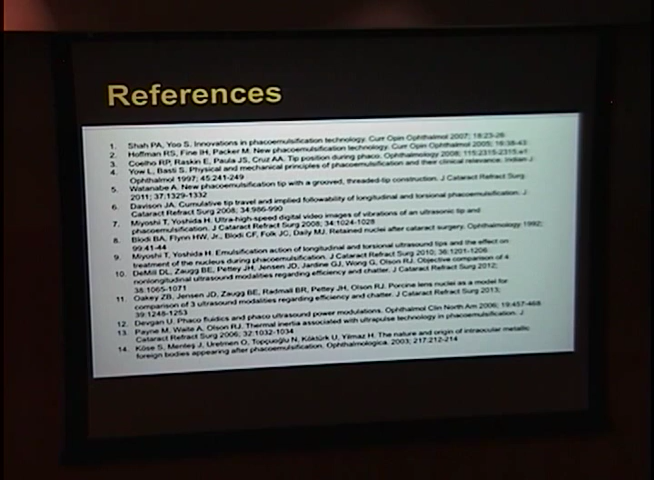 References
1. Shah PA, Yoo S. Innovations in phacoemulsification technology. Curr Opin Ophthalmol 2007; 18:23-26
2. Hoffman RS, Fine IH, Packer M. New phacoemulsification technology. Curr Opin Ophthalmol 2005; 16:38-43
3. Coelho RP, Raskin E, Paula JS, Cruz AA. Tip position during phaco. Ophthalmology 2008; 115:2315-2315.e1
4. Yow L, Basti S. Physical and mechanical principles of phacoemulsification and their clinical relevance. Indian J
Ophthalmol 1997; 45:241-249
5. Watanabe A. New phacoemulsification tip with a grooved, threaded-tip construction. J Cataract Refract Surg
2011; 37:1329-1332
6. Davison JA. Cumulative tip travel and implied followability of longitudinal and torsional phacoemulsification. J
Cataract Refract Surg 2008; 34:986-990
7. Miyoshi T, Yoshida H. Ultra-high-speed digital video images of vibrations of an ultrasonic tip and
phacoemulsification. J Cataract Refract Surg 2008; 34:1024-1028
8. Blodi BA, Flynn HW, Jr., Blodi CF, Folk JC, Daily MJ. Retained nuclei after cataract surgery. Ophthalmology 1992;
99:41-44
9. Miyoshi T, Yoshida H. Emulsification action of longitudinal and torsional ultrasound tips and the effect on
treatment of the nucleus during phacoemulsification. J Cataract Refract Surg 2010; 36:1201-1206
10. DeMill DL, Zaugg BE, Pettey JH, Jensen JD, Jardine GJ, Wong G, Olson RJ. Objective comparison of 4
nonlongitudinal ultrasound modalities regarding efficiency and chatter. J Cataract Refract Surg 2012;
38:1065-1071
11. Oakey ZB, Jensen JD, Zaugg BE, Radmall BR, Pettey JH, Olson RJ. Porcine lens nuclei as a model for
comparison of 3 ultrasound modalities regarding efficiency and chatter. J Cataract Refract Surg 2013;
39:1248-1253
12. Devgan U. Phaco fluidics and phaco ultrasound power modulations. Ophthalmol Clin North Am 2006; 19:457-468
13. Payne M, Waite A, Olson RJ. Thermal inertia associated with ultrapulse technology in phacoemulsification. J
Cataract Refract Surg 2006; 32:1032-1034
14. Köse S, Menteş J, Uretmen O, Topçuoğlu N, Köktürk U, Yilmaz H. The nature and origin of intraocular metallic
foreign bodies appearing after phacoemulsification. Ophthalmologica. 2003; 217:212-214